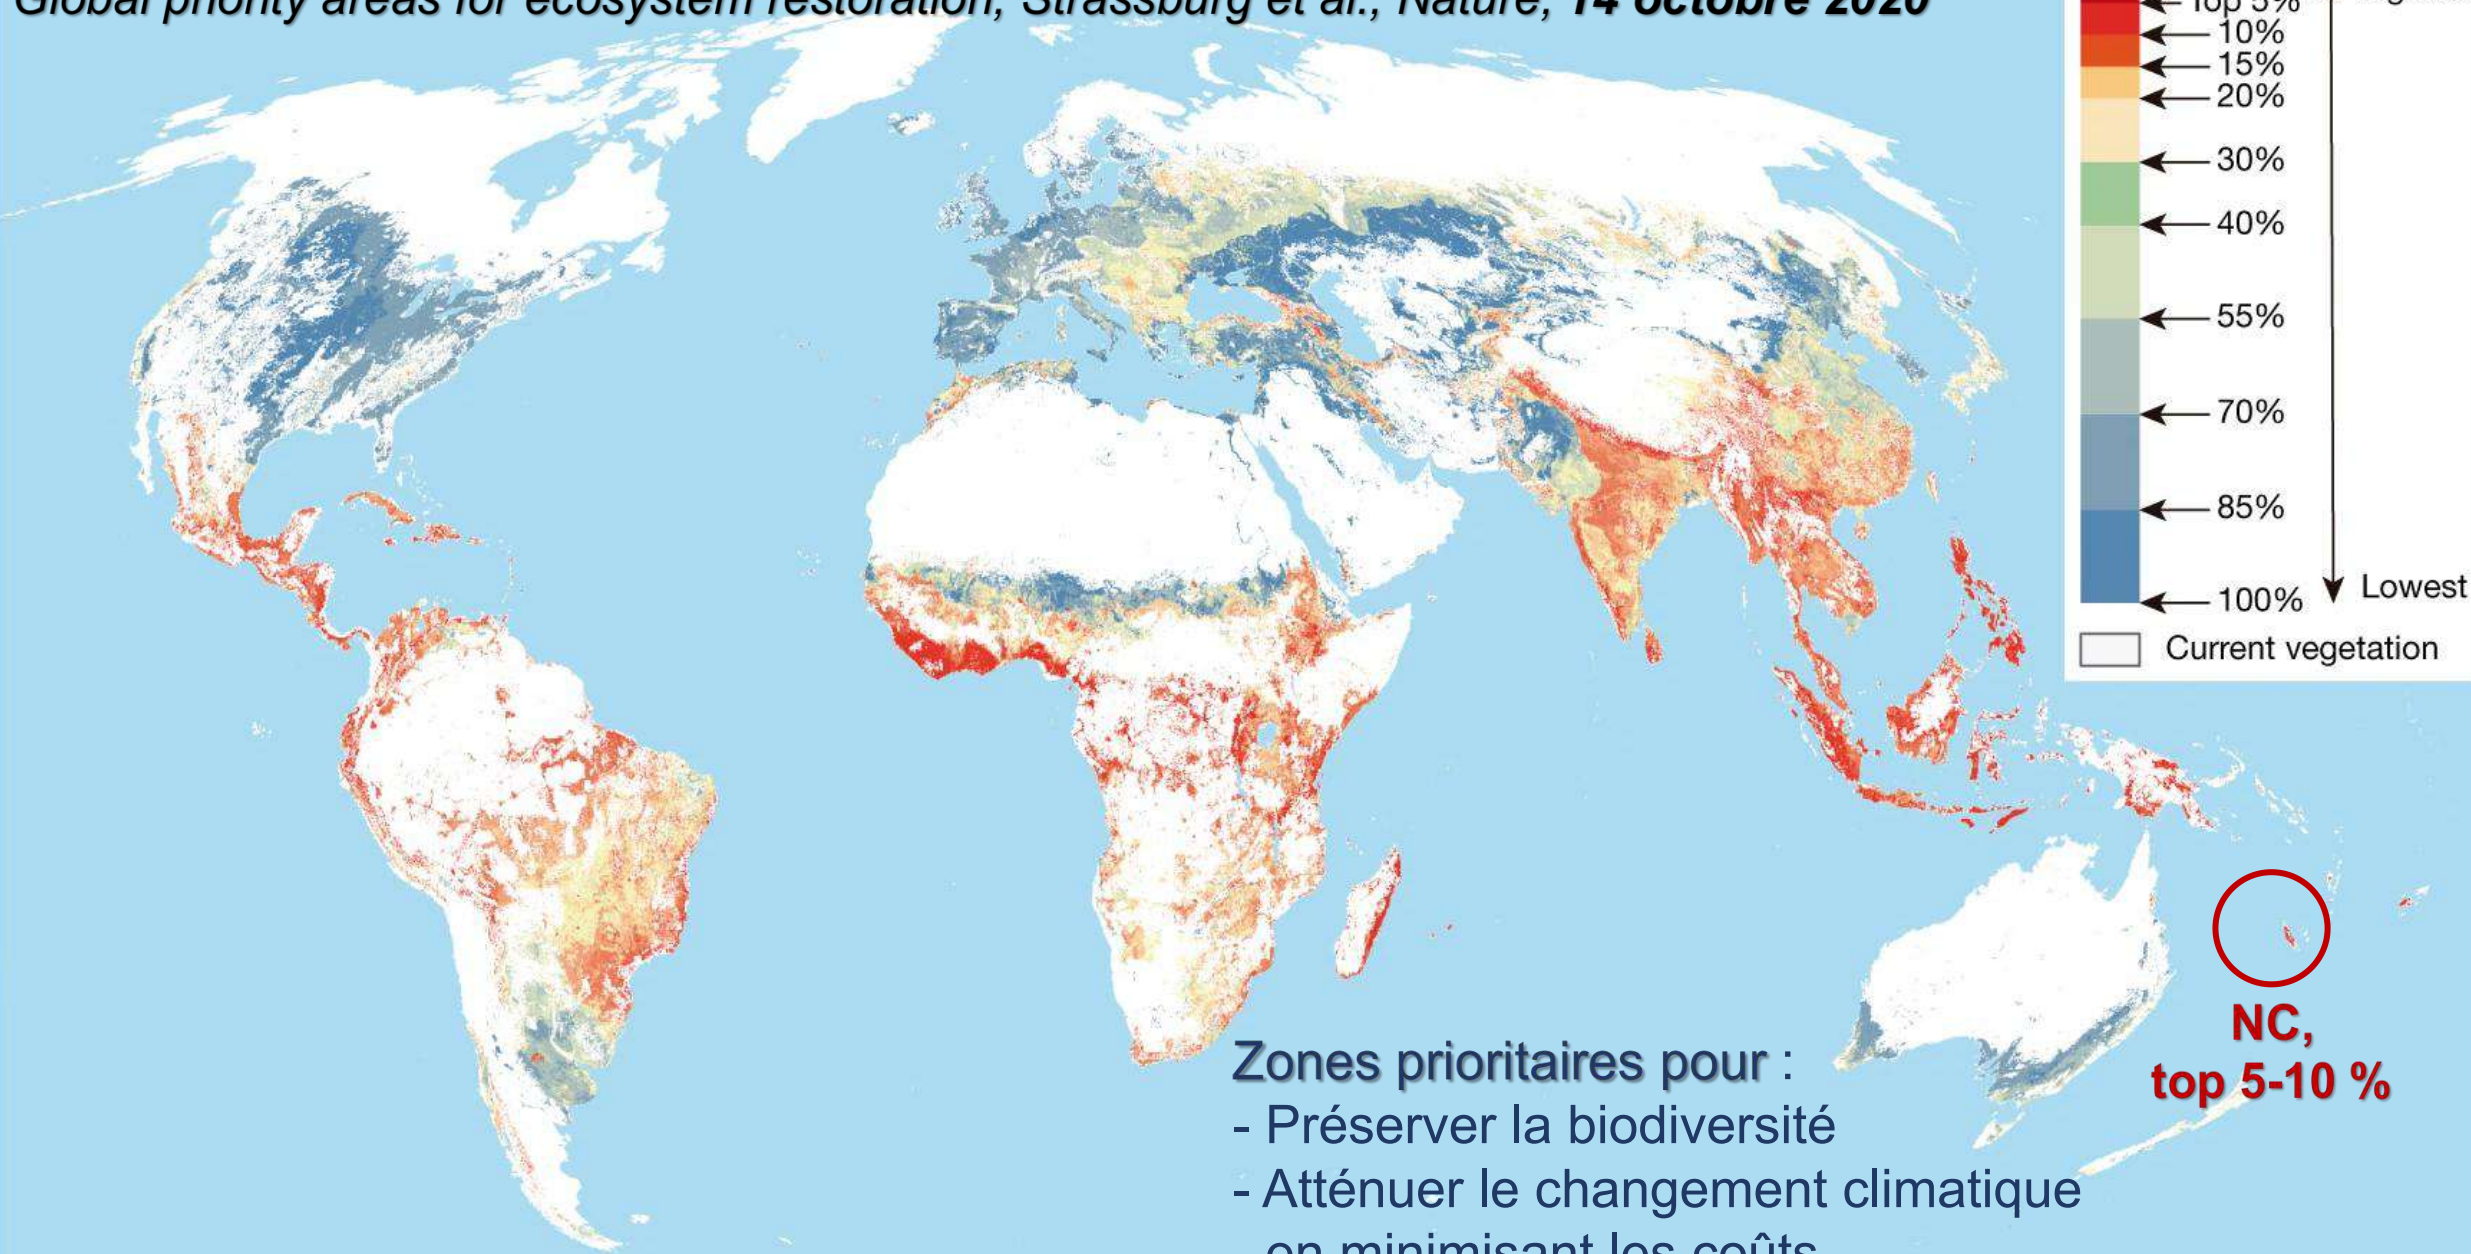 Global priority areas for ecosystem restoration, Strassburg et al., Nature, 14 octobre 2020
Top 5%
10%
15%
20%
30%
40%
55%
70%
85%
100%
Lowest
Current vegetation
NC,
top 5-10 %
Zones prioritaires pour :
- Préserver la biodiversité
- Atténuer le changement climatique
en minimisant les coûts